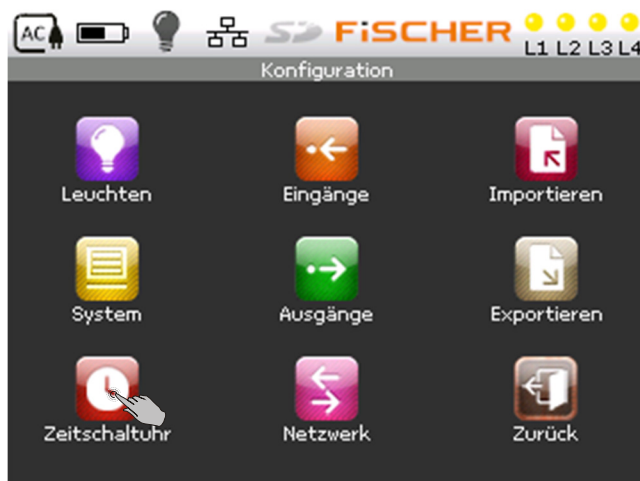 AC SD FiSCHER L1 L2 L3 L4
Konfiguration
Leuchten Eingänge Importieren
System Ausgänge Exportieren
Zeitschaltuhr Netzwerk Zurück